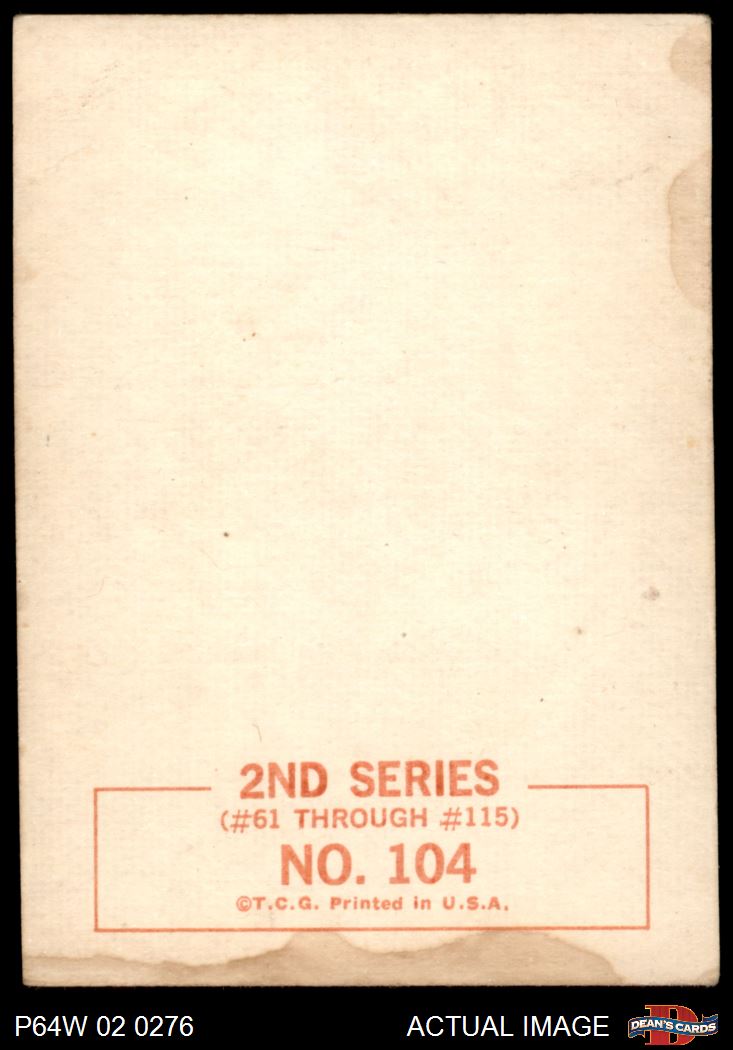 2ND SERIES
(#61 THROUGH #115)
NO. 104
©T.C.G. Printed in U.S.A.
P64W 02 0276
ACTUAL IMAGE
D
DEAN'S CARDS